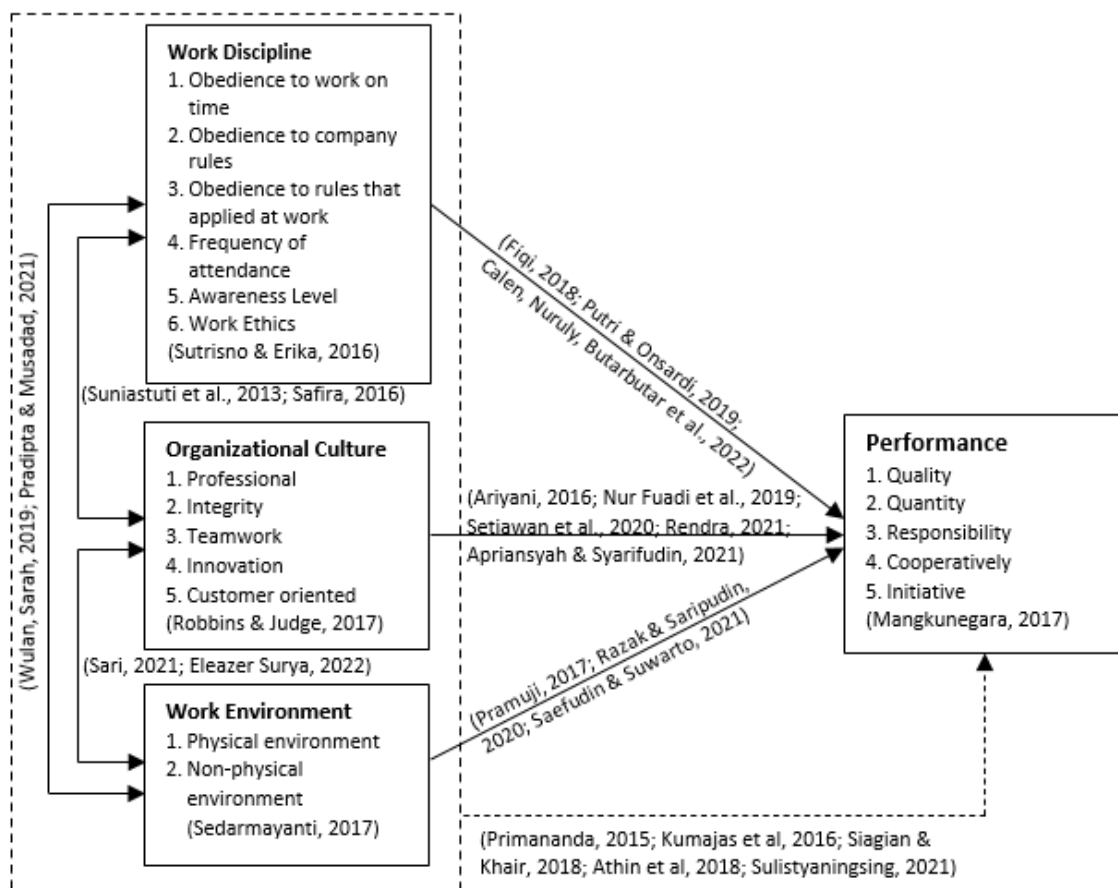 Work Discipline
1. Obedience to work on
time
2. Obedience to company
rules
3. Obedience to rules that
applied at work
4. Frequency of
attendance
5. Awareness Level
6. Work Ethics
(Sutrisno & Erika, 2016)
(Wulan, Sarah, 2019; Pradipta & Musadad, 2021)
(Suniastuti et al., 2013; Safira, 2016)
Organizational Culture
1. Professional
2. Integrity
3. Teamwork
4. Innovation
5. Customer oriented
(Robbins & Judge, 2017)
(Sari, 2021; Eleazer Surya, 2022)
Work Environment
1. Physical environment
2. Non-physical
environment
(Sedarmayanti, 2017)
(Fiqi, 2018; Putri & Onsardi, 2019;
Calen, Nuruly, Butarbutar et al., 2022)
(Ariyani, 2016; Nur Fuadi et al., 2019;
Setiawan et al., 2020; Rendra, 2021;
Apriansyah & Syarifudin, 2021)
(Pramuji, 2017; Razak & Saripudin,
2020; Saefudin & Suwarto, 2021)
Performance
1. Quality
2. Quantity
3. Responsibility
4. Cooperatively
5. Initiative
(Mangkunegara, 2017)
(Primananda, 2015; Kumajas et al, 2016; Siagian &
Khair, 2018; Athin et al, 2018; Sulistyaningsing, 2021)